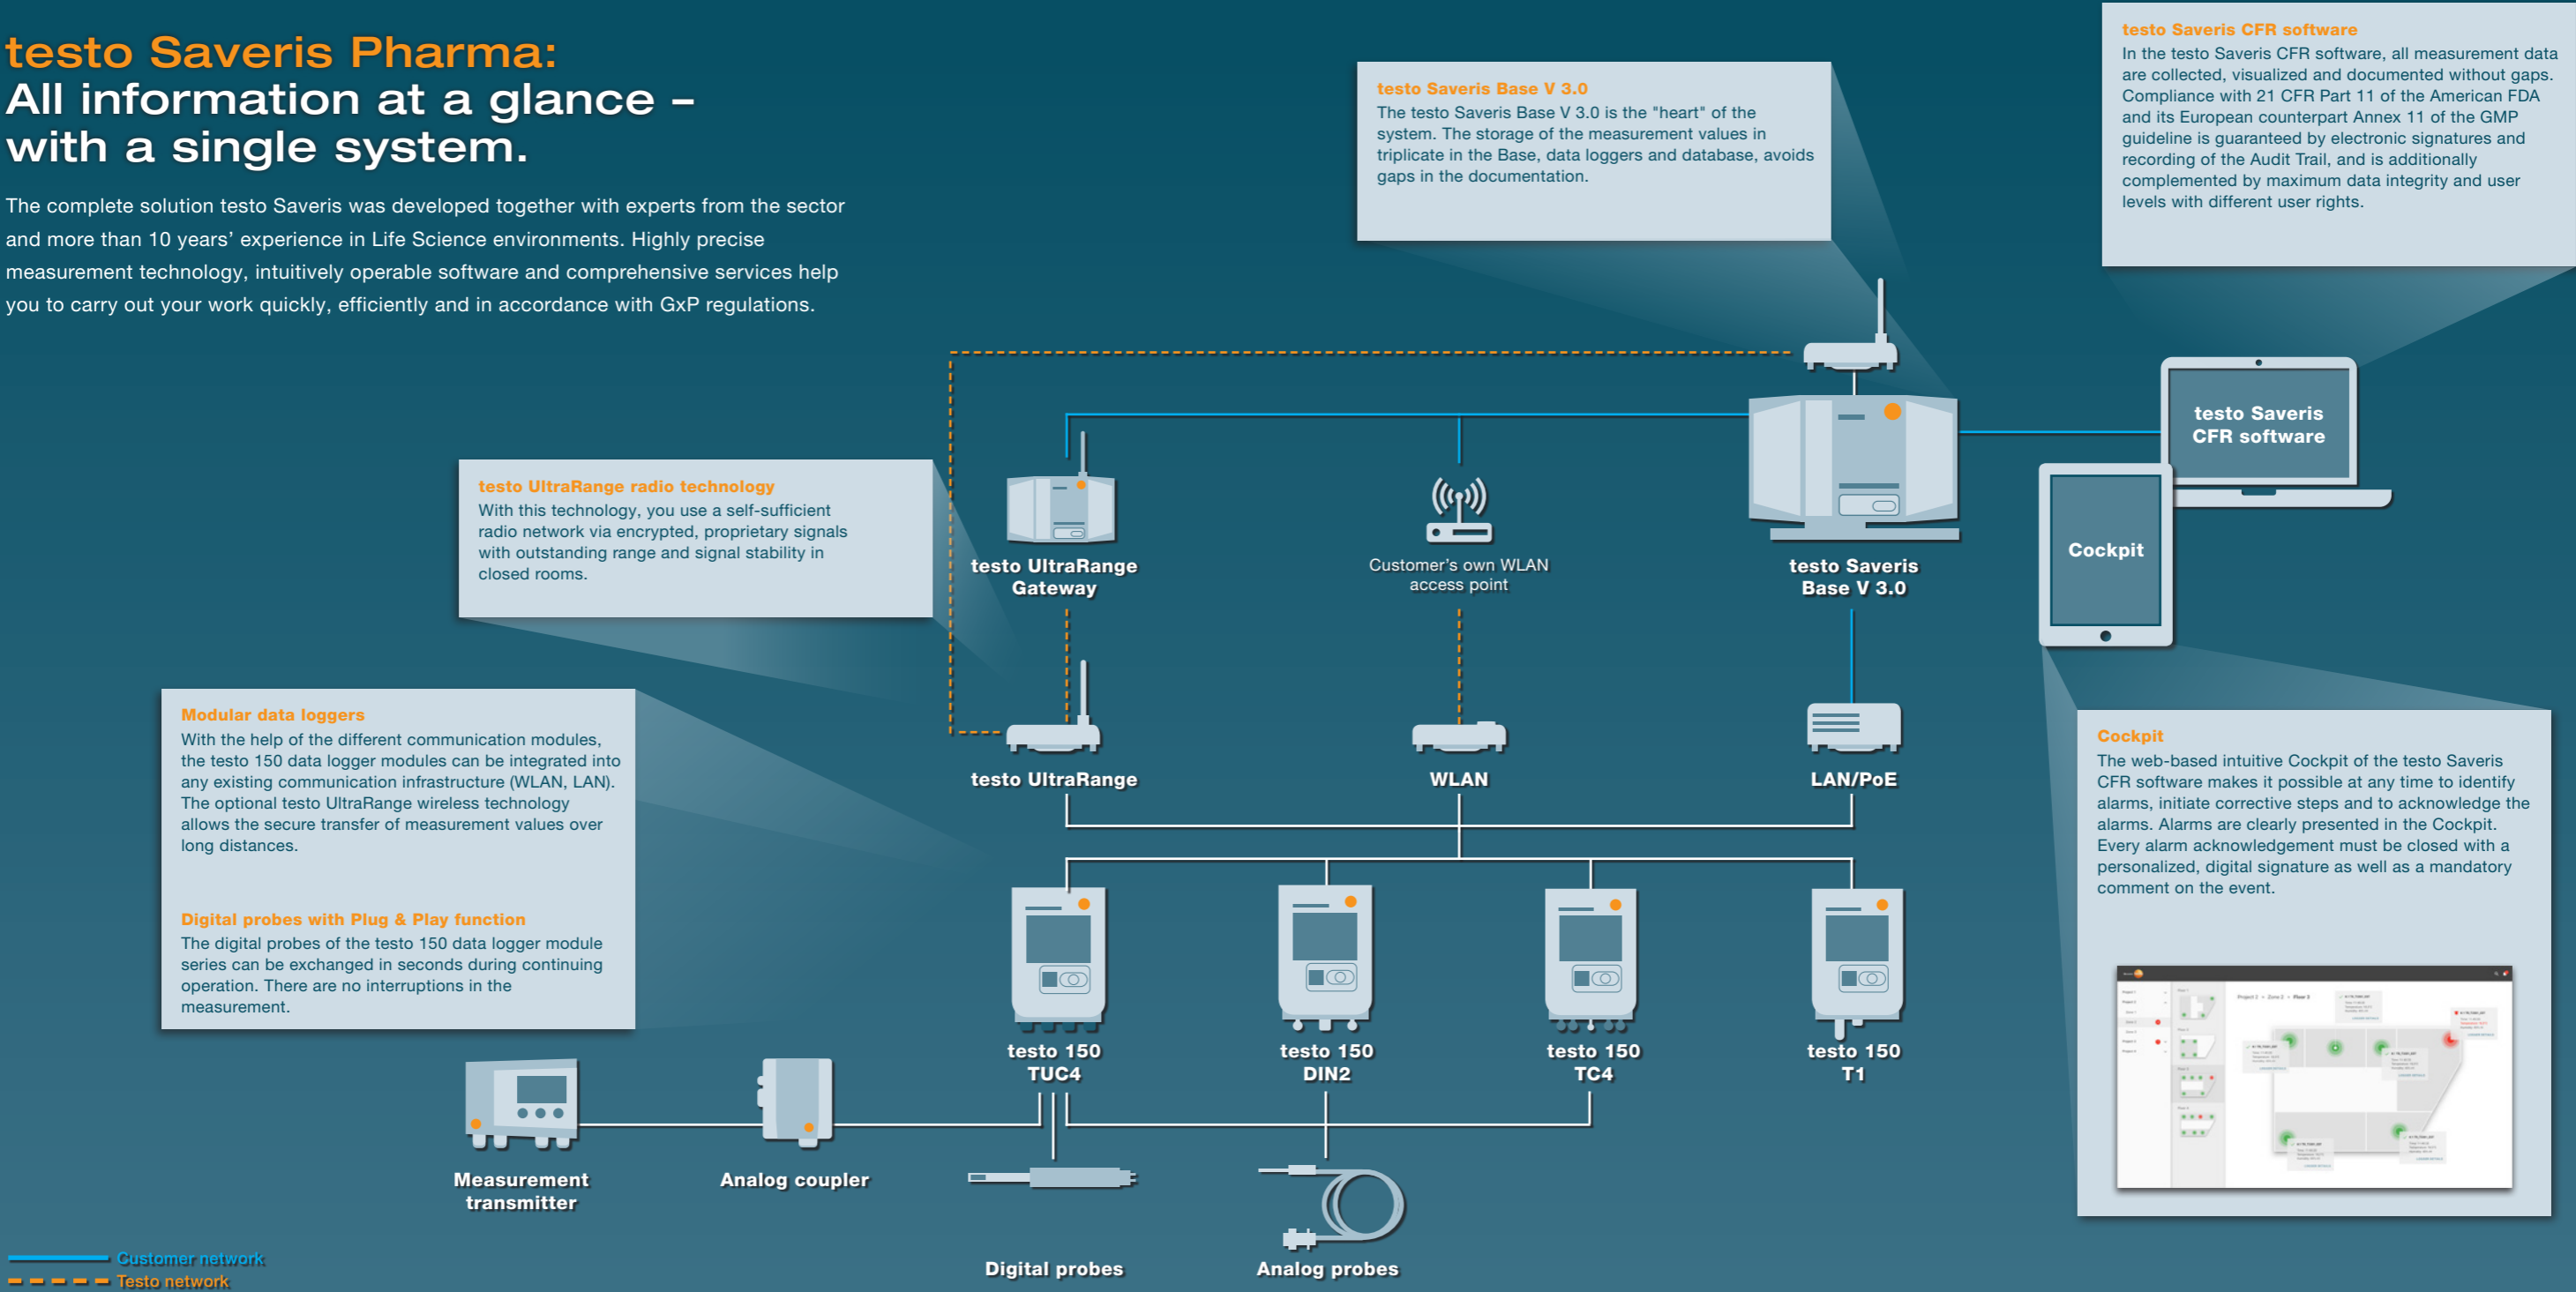 testo Saveris Pharma:
All information at a glance –
with a single system.
The complete solution testo Saveris was developed together with experts from the sector
and more than 10 years’ experience in Life Science environments. Highly precise
measurement technology, intuitively operable software and comprehensive services help
you to carry out your work quickly, efficiently and in accordance with GxP regulations.
testo Saveris Base V 3.0
The testo Saveris Base V 3.0 is the "heart" of the
system. The storage of the measurement values in
triplicate in the Base, data loggers and database, avoids
gaps in the documentation.
testo Saveris CFR software
In the testo Saveris CFR software, all measurement data
are collected, visualized and documented without gaps.
Compliance with 21 CFR Part 11 of the American FDA
and its European counterpart Annex 11 of the GMP
guideline is guaranteed by electronic signatures and
recording of the Audit Trail, and is additionally
complemented by maximum data integrity and user
levels with different user rights.
testo Saveris
CFR software
Cockpit
testo UltraRange radio technology
With this technology, you use a self-sufficient
radio network via encrypted, proprietary signals
with outstanding range and signal stability in
closed rooms.
testo UltraRange
Gateway
Customer’s own WLAN
access point
testo Saveris
Base V 3.0
Modular data loggers
With the help of the different communication modules,
the testo 150 data logger modules can be integrated into
any existing communication infrastructure (WLAN, LAN).
The optional testo UltraRange wireless technology
allows the secure transfer of measurement values over
long distances.
Digital probes with Plug & Play function
The digital probes of the testo 150 data logger module
series can be exchanged in seconds during continuing
operation. There are no interruptions in the
measurement.
testo UltraRange
WLAN
LAN/PoE
Cockpit
The web-based intuitive Cockpit of the testo Saveris
CFR software makes it possible at any time to identify
alarms, initiate corrective steps and to acknowledge the
alarms. Alarms are clearly presented in the Cockpit.
Every alarm acknowledgement must be closed with a
personalized, digital signature as well as a mandatory
comment on the event.
Project 2 > Zone 2 > Floor 3
testo 150
TUC4
testo 150
DIN2
testo 150
TC4
testo 150
T1
Measurement
transmitter
Analog coupler
Digital probes
Analog probes
Customer network
Testo network